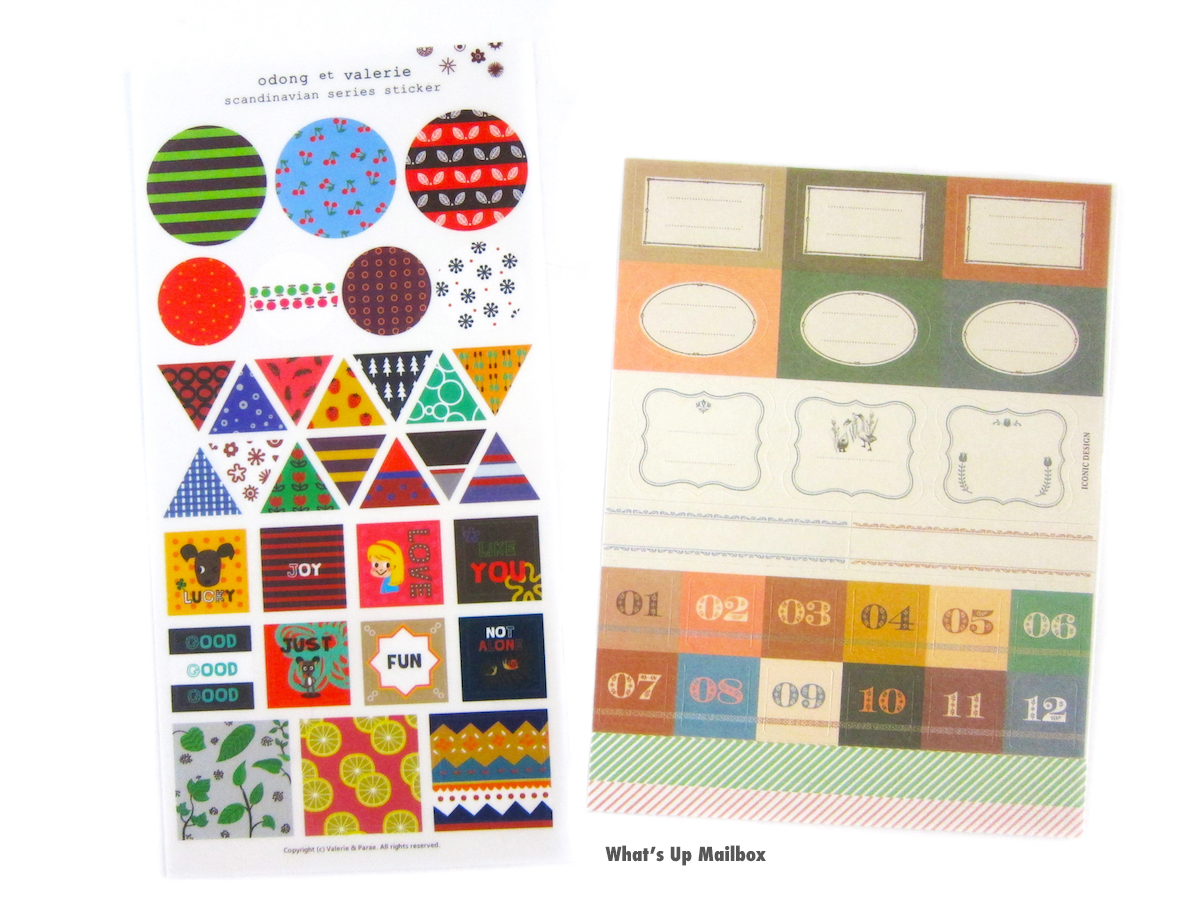 odong et valerie
scandinavian series sticker
LUCKY
JOY
LOVE
LIKE
YOU
GOOD
GOOD
GOOD
JUST
FUN
NOT
ALONE
Copyright (c) Valerie & Parae. All rights reserved.
ICONIC DESIGN
01 02 03 04 05 06
07 08 09 10 11 12
What's Up Mailbox